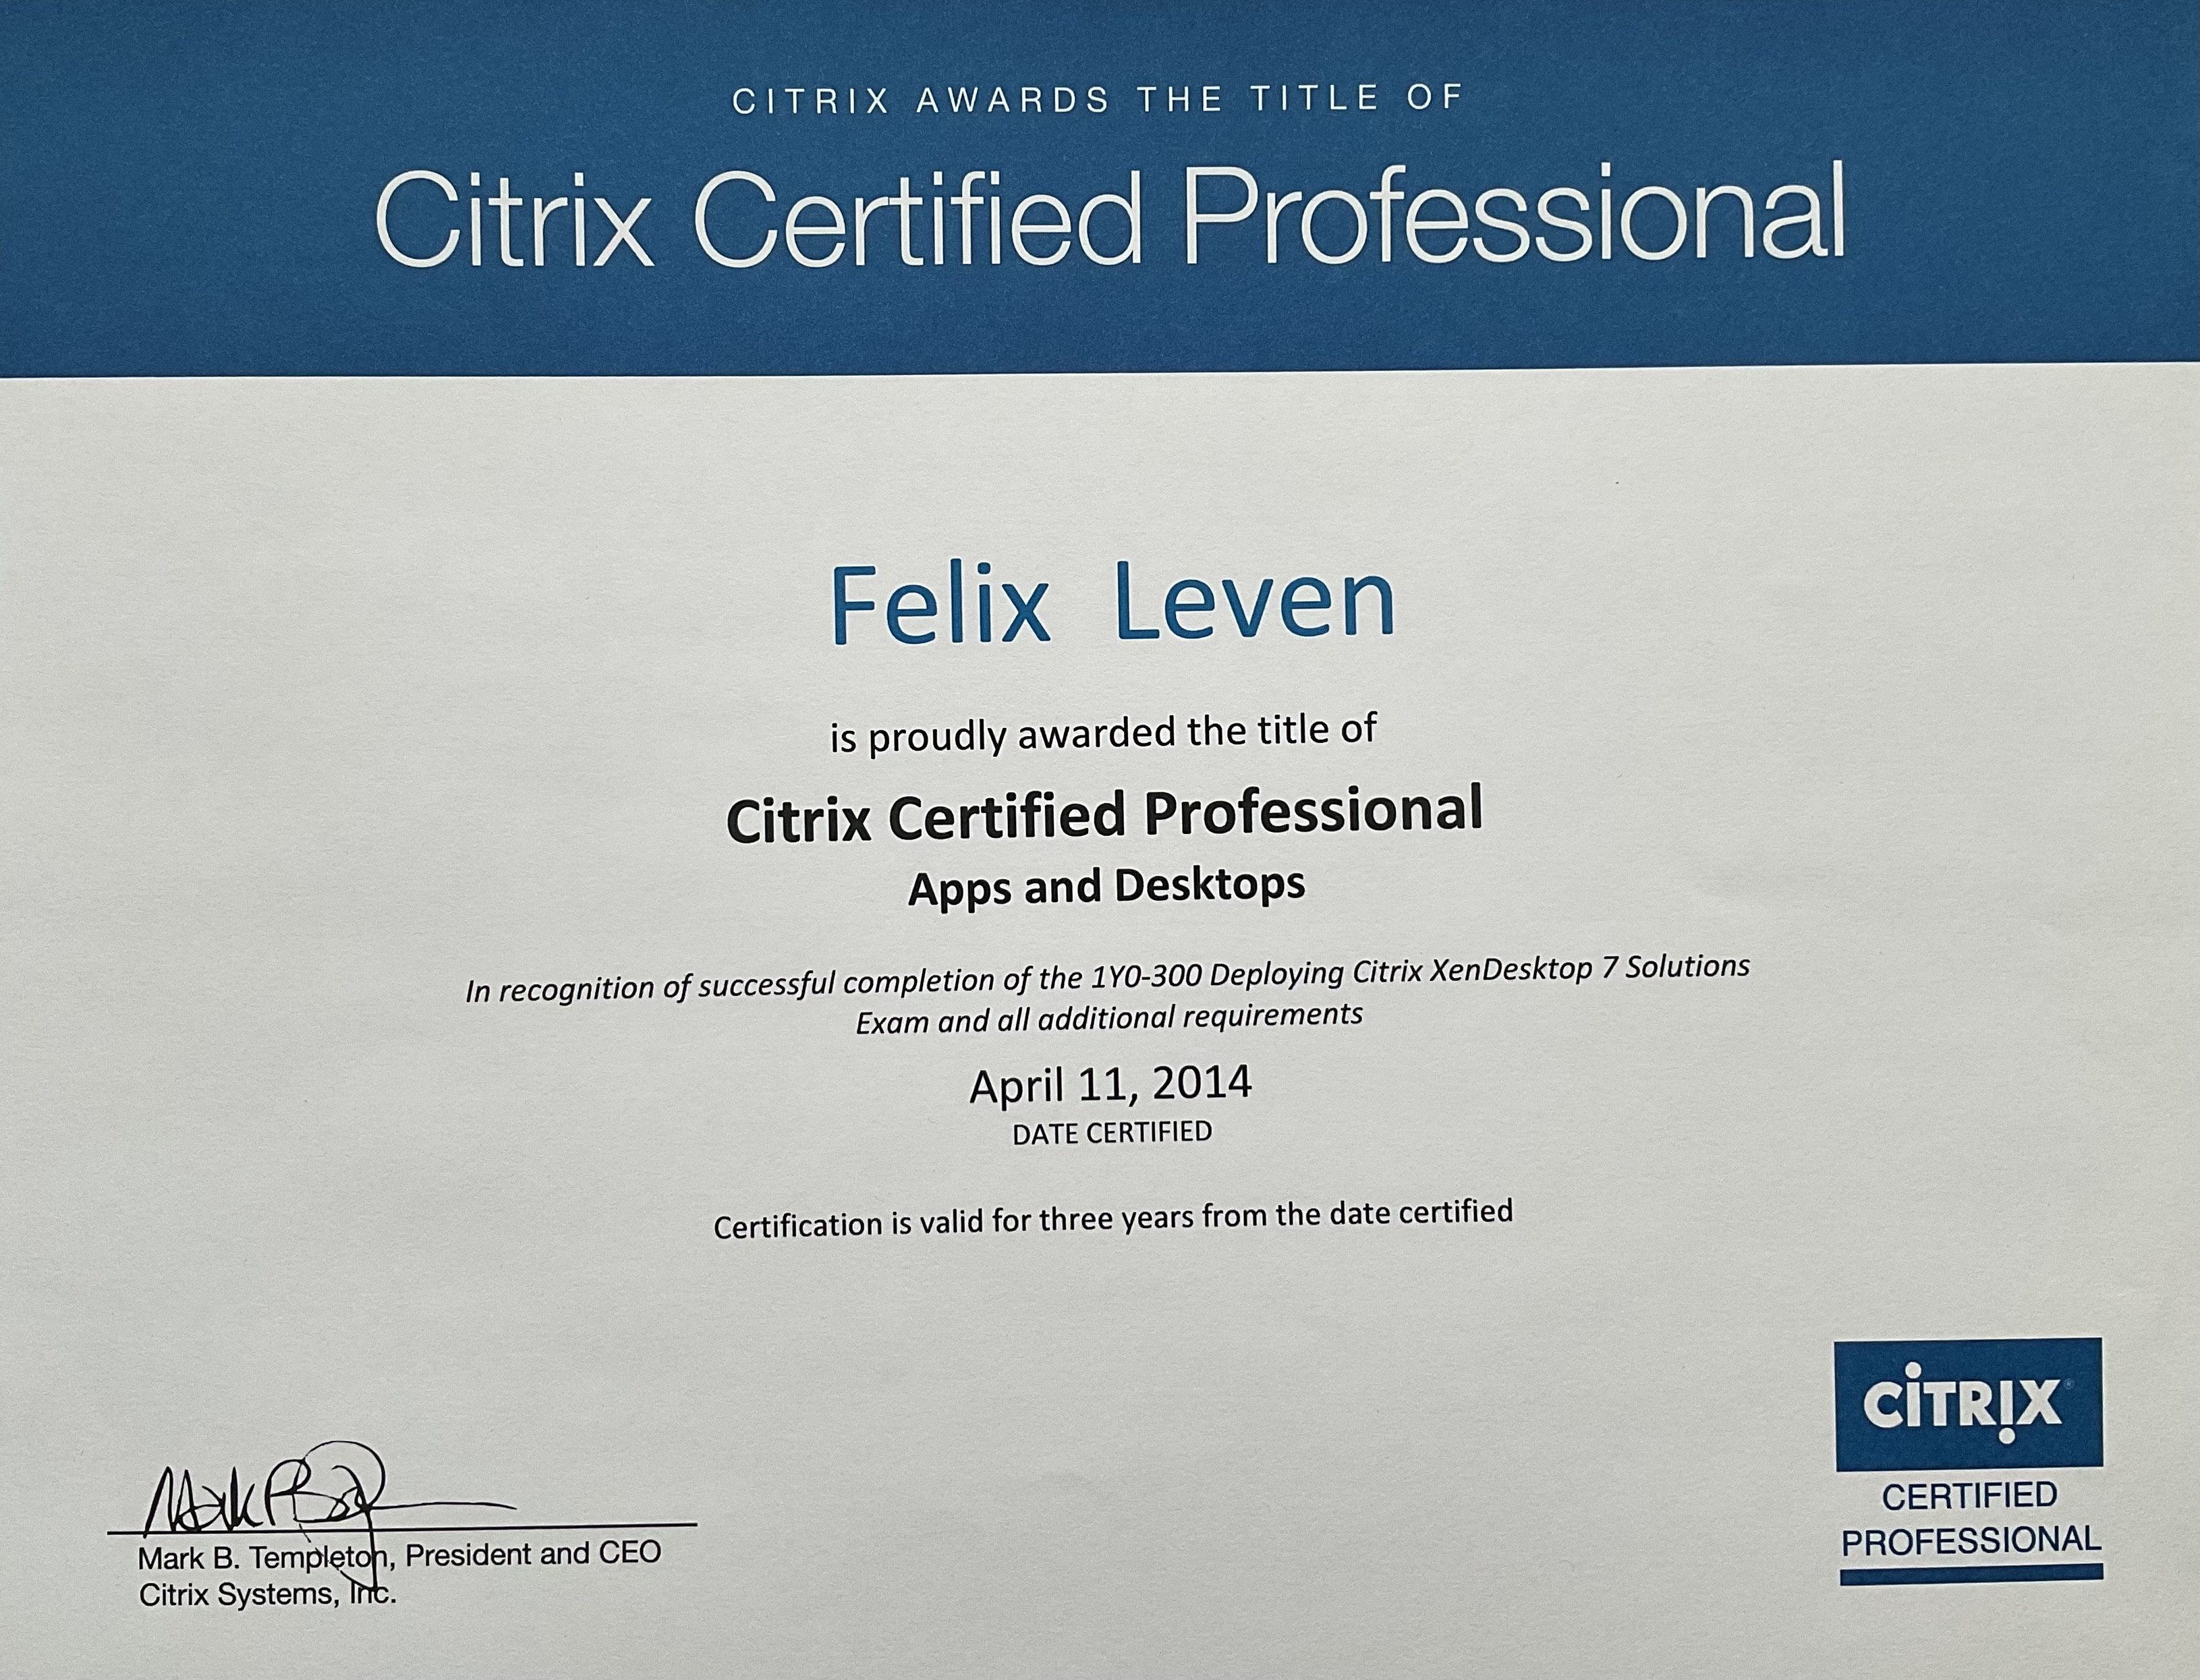 CITRIX AWARDS THE TITLE OF
Citrix Certified Professional
Felix Leven
is proudly awarded the title of
Citrix Certified Professional
Apps and Desktops
In recognition of successful completion of the 1Y0-300 Deploying Citrix XenDesktop 7 Solutions
Exam and all additional requirements
April 11, 2014
DATE CERTIFIED
Certification is valid for three years from the date certified
Mark B. Templeton, President and CEO
Citrix Systems, Inc.
CITRIX®
CERTIFIED
PROFESSIONAL